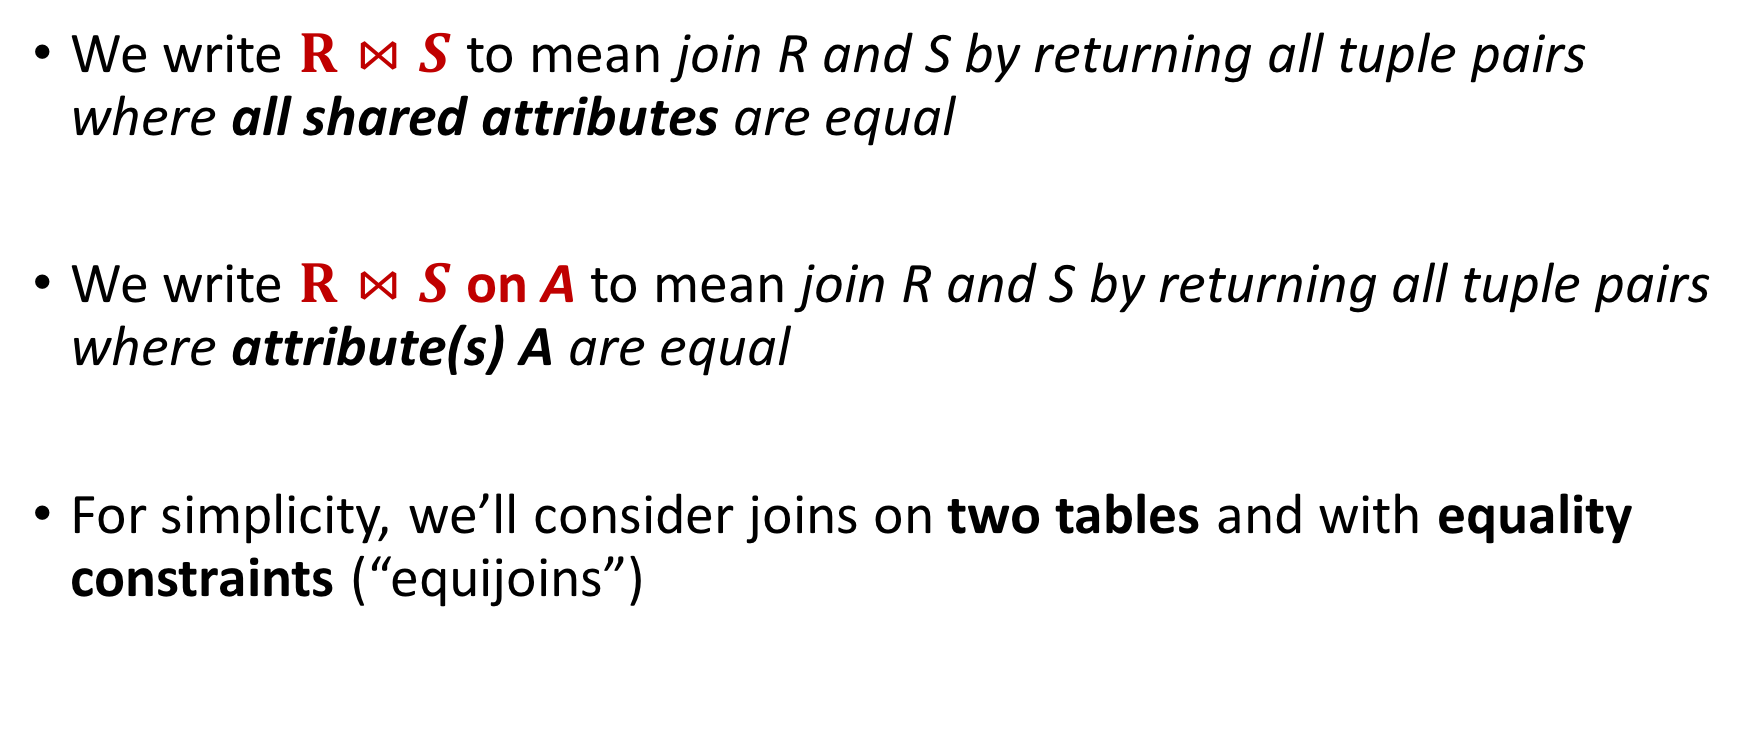 • We write R ⋈ S to mean join R and S by returning all tuple pairs
where all shared attributes are equal
• We write R ⋈ S on A to mean join R and S by returning all tuple pairs
where attribute(s) A are equal
• For simplicity, we’ll consider joins on two tables and with equality
constraints (“equijoins”)